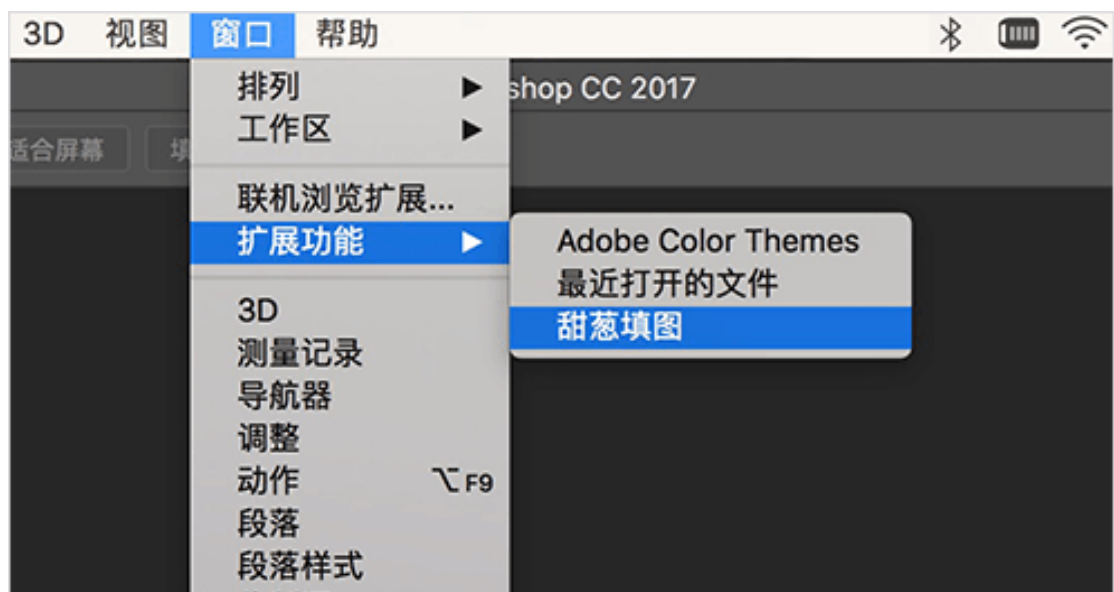 3D 视图 窗口 帮助
排列
shop CC 2017
工作区
适合屏幕
联机浏览扩展...
扩展功能
Adobe Color Themes
最近打开的文件
甜葱填图
3D
测量记录
导航器
调整
动作 ⌥F9
段落
段落样式